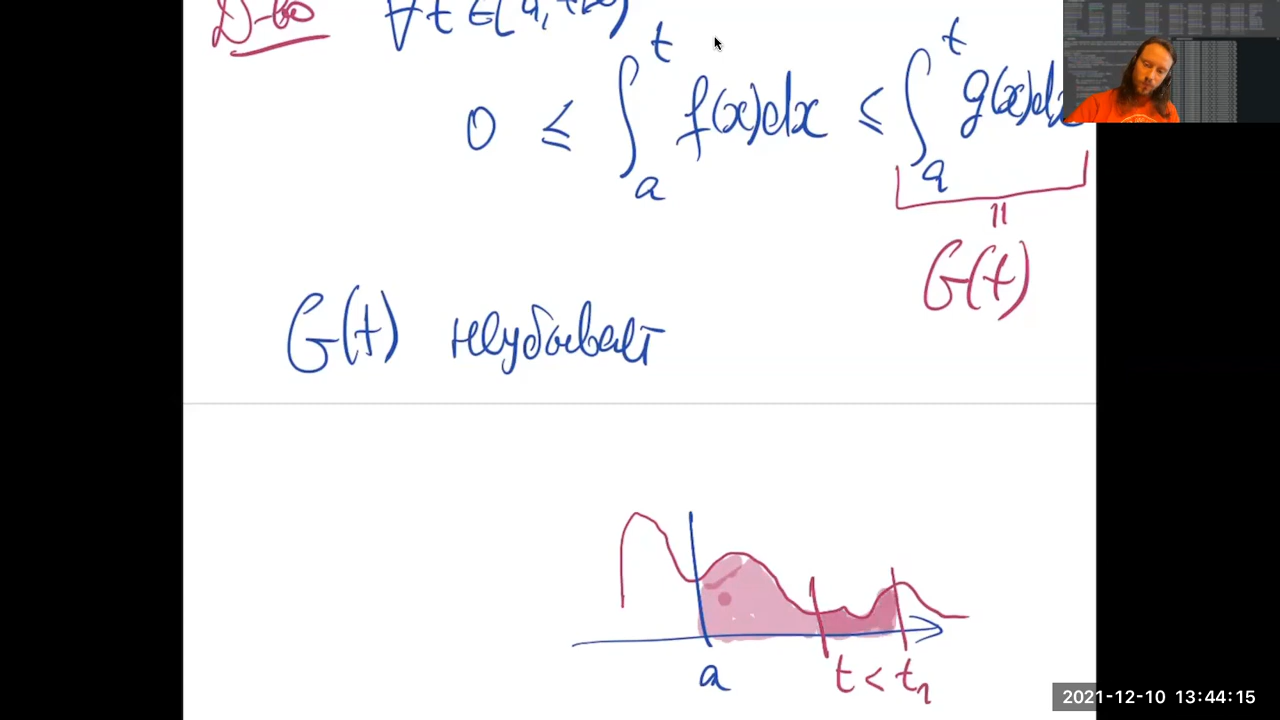 Д-во ∀ t ∈ (a, +∞)
0 ≤ ∫ₐᵗ f(x)dx ≤ ∫ₐᵗ g(x)dx
=
G(t)
G(t) неубывает
a t < t₁
2021-12-10 13:44:15